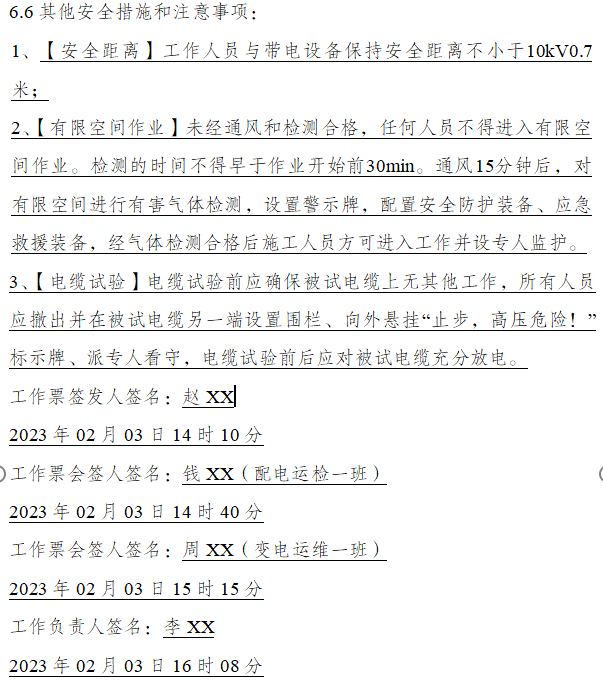 6.6 其他安全措施和注意事项：
1、【安全距离】工作人员与带电设备保持安全距离不小于10kV0.7
米；
2、【有限空间作业】未经通风和检测合格，任何人员不得进入有限空
间作业。检测的时间不得早于作业开始前30min。通风15分钟后，对
有限空间进行有害气体检测，设置警示牌，配置安全防护装备、应急
救援装备，经气体检测合格后施工人员方可进入工作并设专人监护。
3、【电缆试验】电缆试验前应确保被试电缆上无其他工作，所有人员
应撤出并在被试电缆另一端设置围栏、向外悬挂“止步，高压危险！”
标示牌、派专人看守，电缆试验前后应对被试电缆充分放电。
工作票签发人签名：赵 XX
2023 年 02 月 03 日 14 时 10 分
工作票会签人签名：钱 XX（配电运检一班）
2023 年 02 月 03 日 14 时 40 分
工作票会签人签名：周 XX（变电运维一班）
2023 年 02 月 03 日 15 时 15 分
工作负责人签名：李 XX
2023 年 02 月 03 日 16 时 08 分